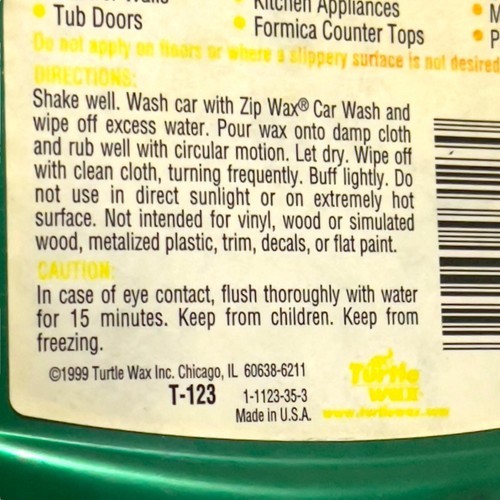 Kitchen Appliances
• Tub Doors
• Formica Counter Tops
Do not apply on floors or where a slippery surface is not desired
DIRECTIONS:
Shake well. Wash car with Zip Wax® Car Wash and
wipe off excess water. Pour wax onto damp cloth
and rub well with circular motion. Let dry. Wipe off
with clean cloth, turning frequently. Buff lightly. Do
not use in direct sunlight or on extremely hot
surface. Not intended for vinyl, wood or simulated
wood, metalized plastic, trim, decals, or flat paint.
CAUTION:
In case of eye contact, flush thoroughly with water
for 15 minutes. Keep from children. Keep from
freezing.
©1999 Turtle Wax Inc. Chicago, IL 60638-6211
T-123 1-1123-35-3
Made in U.S.A.
Turtle
wax
www.turtlewax.com